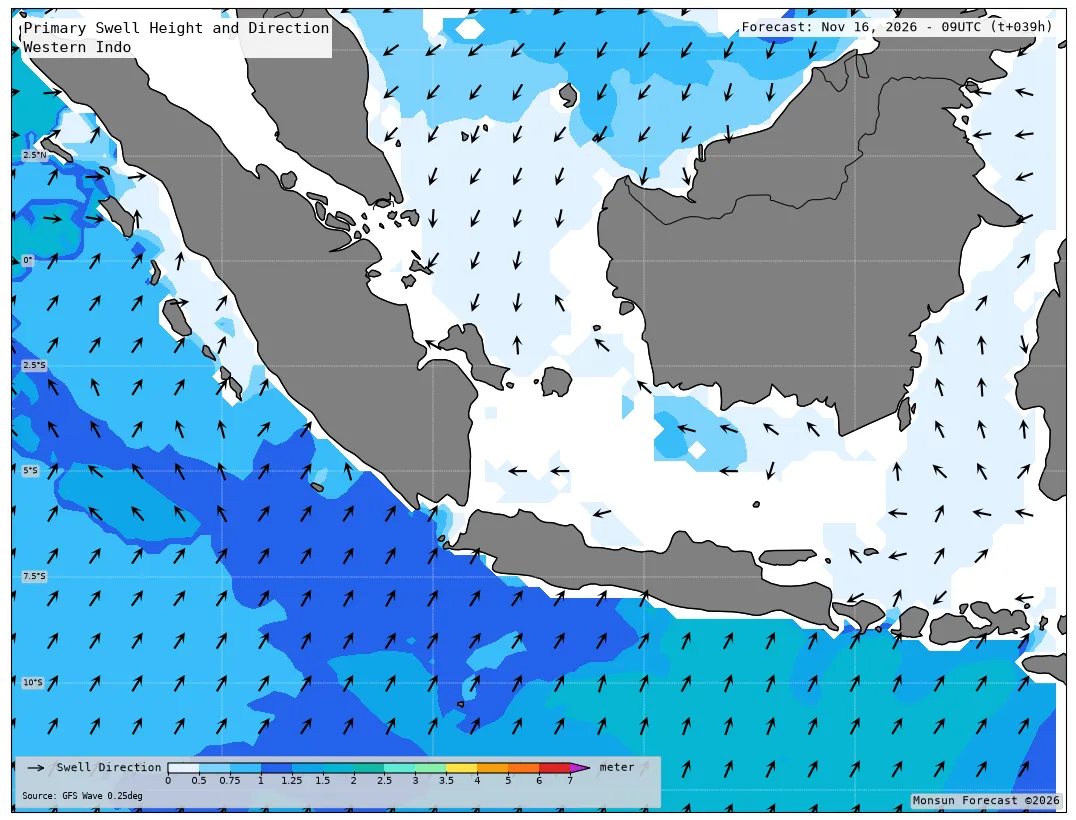 Primary Swell Height and Direction
Western Indo
Forecast: Nov 16, 2026 - 09UTC (t+039h)
2.5°N
0°
2.5°S
5°S
7.5°S
10°S
Swell Direction
0 0.5 0.75 1 1.25 1.5 2 2.5 3 3.5 4 5 6 7
meter
Source: GFS Wave 0.25deg
Monsun Forecast ©2026